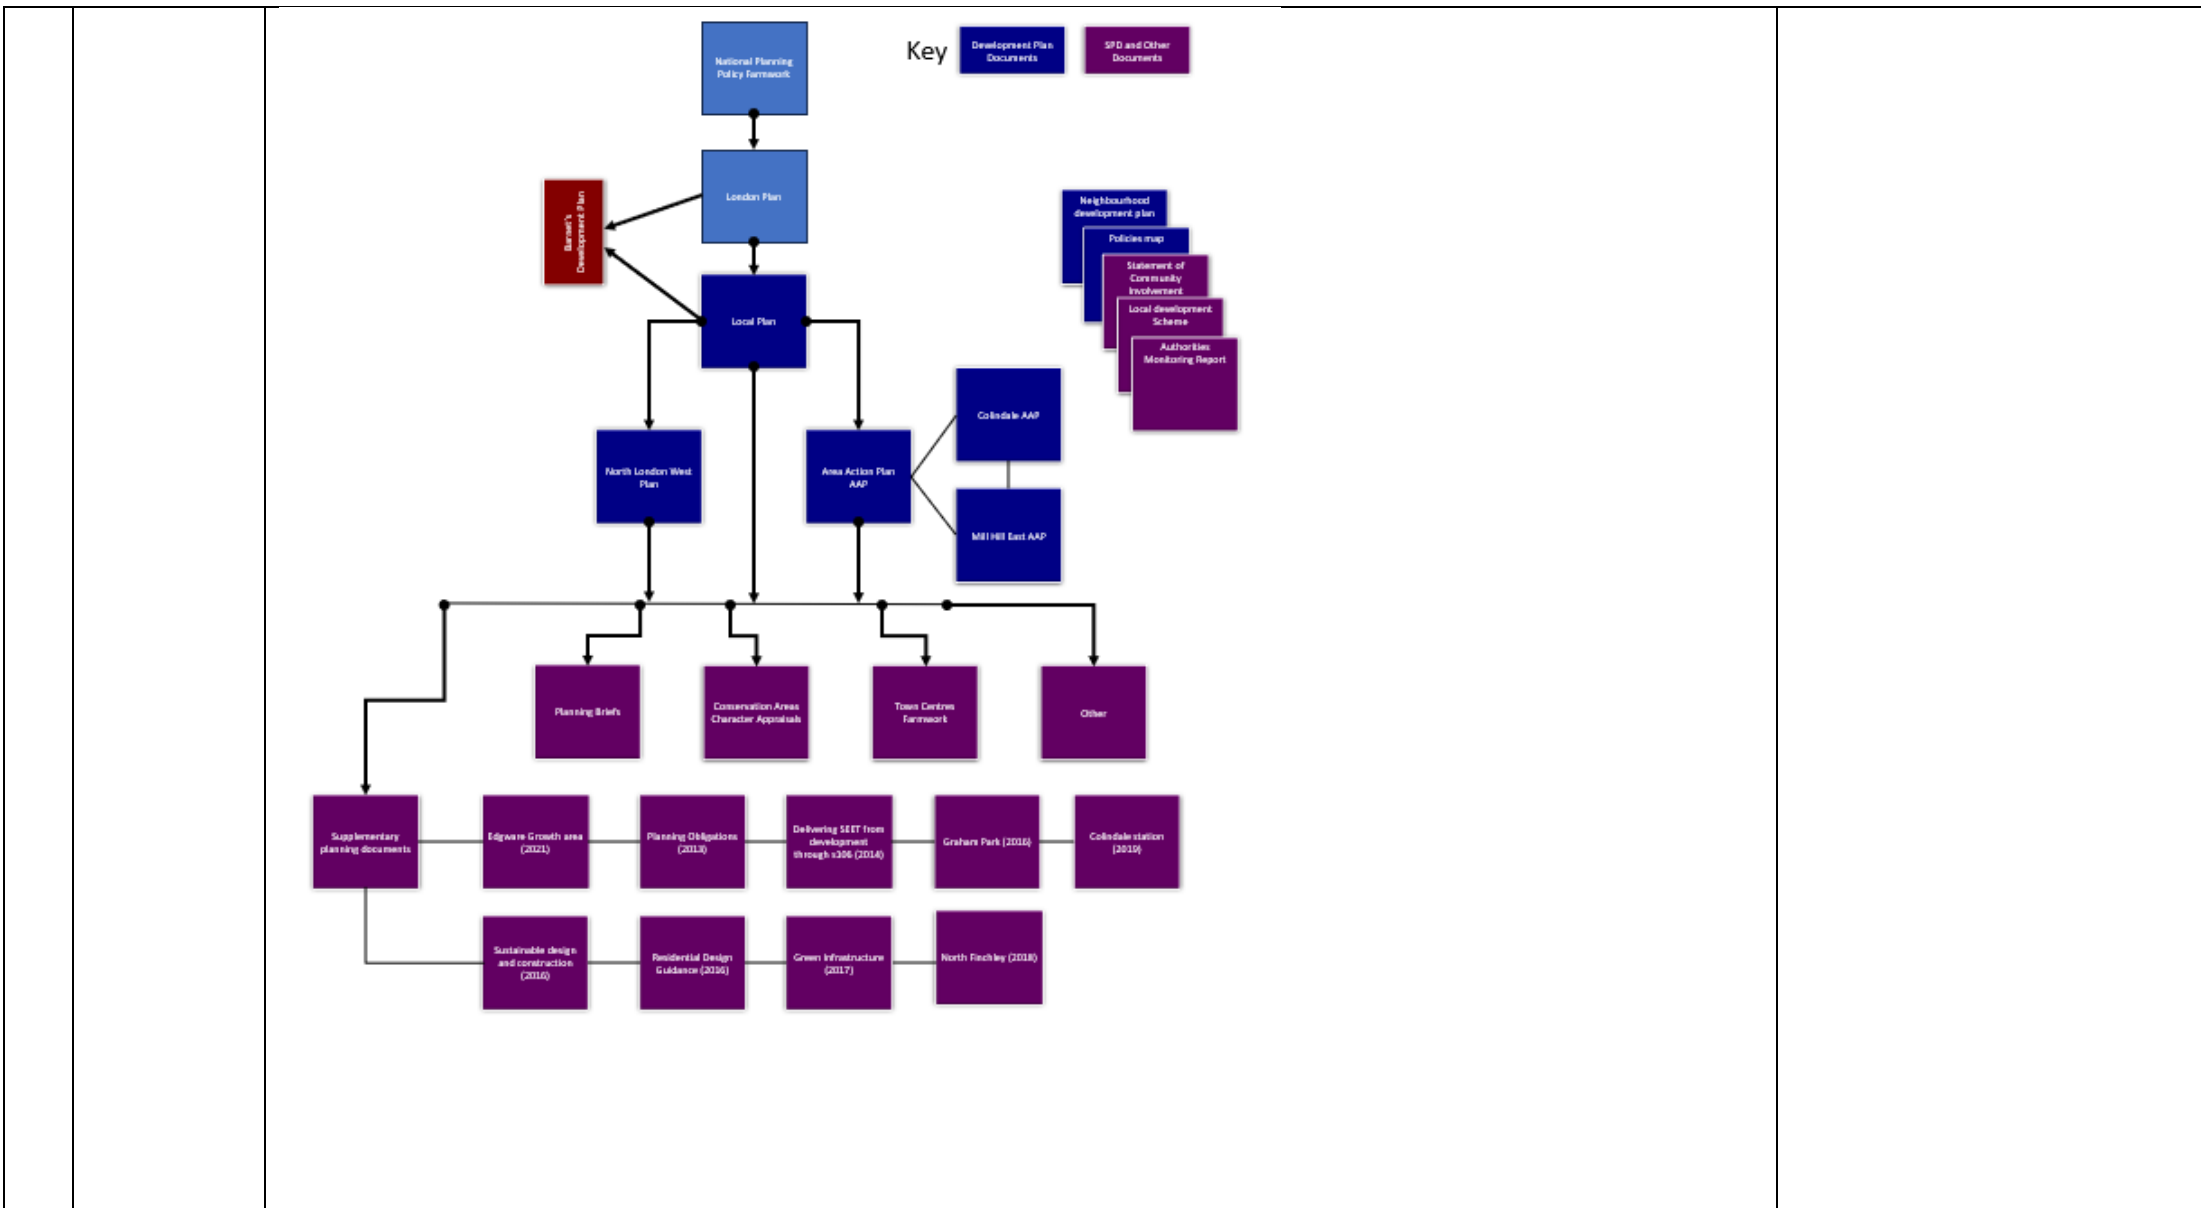 National Planning
Policy Farmwork
Key
Development Plan
Documents
SPD and Other
Documents
London Plan
Barnet's
Development Plan
Neighbourhood
development plan
Policies map
Statement of
Community
Involvement
Local development
Scheme
Authorities
Monitoring Report
Local Plan
Colindale AAP
North London West
Plan
Area Action Plan
AAP
Mill Hill East AAP
Planning Briefs
Conservation Areas
Character Appraisals
Town Centres
Farmwork
Other
Supplementary
planning documents
Edgware Growth area
(2021)
Planning Obligations
(2013)
Delivering SEET from
development
through s106 (2014)
Graham Park (2016)
Colindale station
(2019)
Sustainable design
and construction
(2016)
Residential Design
Guidance (2016)
Green Infrastructure
(2017)
North Finchley (2018)